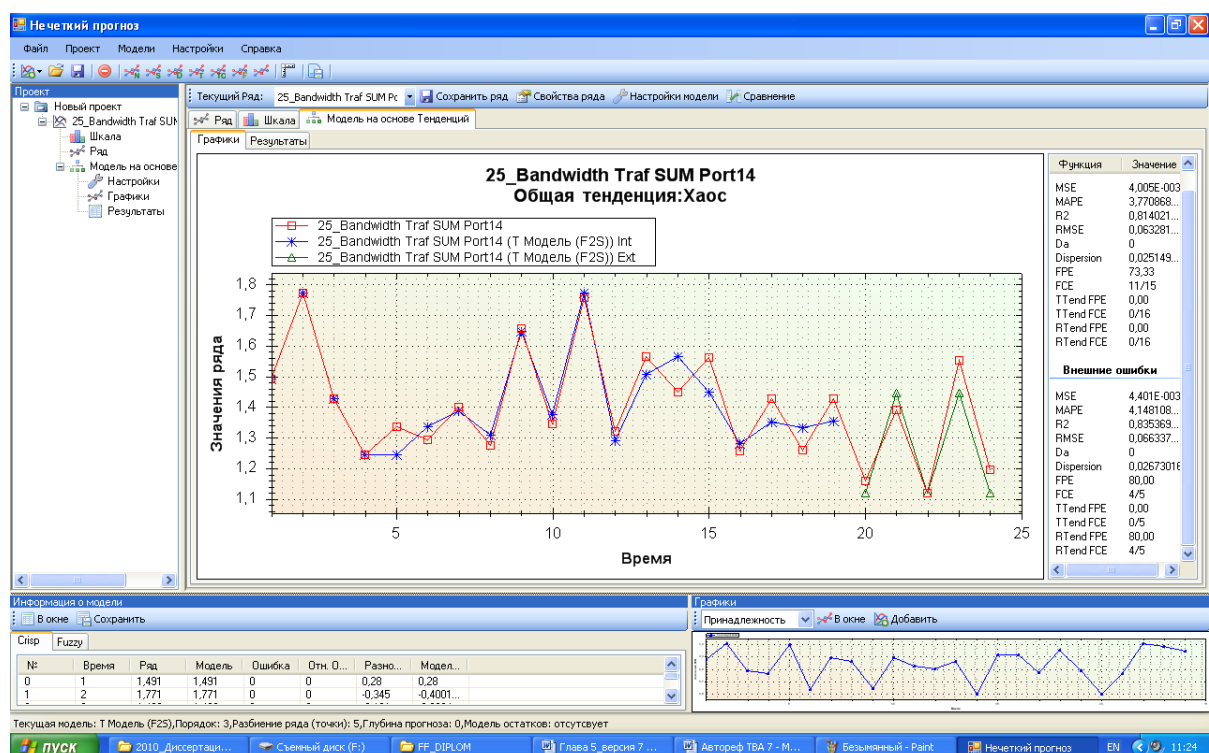 Нечеткий прогноз
Файл Проект Модели Настройки Справка
Проект
Новый проект
25_Bandwidth Traf SUM
Шкала
Ряд
Модель на основе
Настройки
Графики
Результаты
Текущий Ряд: 25_Bandwidth Traf SUM Pc Сохранить ряд Свойства ряда Настройки модели Сравнение
Ряд Шкала Модель на основе Тенденций
Графики Результаты
25_Bandwidth Traf SUM Port14
Общая тенденция:Хаос
25_Bandwidth Traf SUM Port14
25_Bandwidth Traf SUM Port14 (Т Модель (F2S)) Int
25_Bandwidth Traf SUM Port14 (Т Модель (F2S)) Ext
Значения ряда
1,8
1,7
1,6
1,5
1,4
1,3
1,2
1,1
5 10 15 20 25
Время
Функция Значение
MSE 4,005E-003
MAPE 3,770868...
R2 0,814021...
RMSE 0,063281...
Da 0
Dispersion 0,025149...
FPE 73,33
FCE 11/15
TTend FPE 0,00
TTend FCE 0/16
RTend FPE 0,00
RTend FCE 0/16
Внешние ошибки
MSE 4,401E-003
MAPE 4,148108...
R2 0,835369...
RMSE 0,066337...
Da 0
Dispersion 0,02673016
FPE 80,00
FCE 4/5
TTend FPE 0,00
TTend FCE 0/5
RTend FPE 80,00
RTend FCE 4/5
Информация о модели
В окне Сохранить
Crisp Fuzzy
№ Время Ряд Модель Ошибка Отн. О... Разно... Модел...
0 1 1,491 1,491 0 0 0,28 0,28
1 2 1,771 1,771 0 0 -0,345 -0,4001...
Графики
Принадлежность В окне Добавить
Текущая модель: Т Модель (F2S),Порядок: 3,Разбиение ряда (точки): 5,Глубина прогноза: 0,Модель остатков: отсутсвует
пуск 2010_Диссертаци... Съемный диск (F:) FF_DIPLOM Глава 5_версия 7 ... Автореф ТВА 7 - М... Безымянный - Paint Нечеткий прогноз EN 11:24